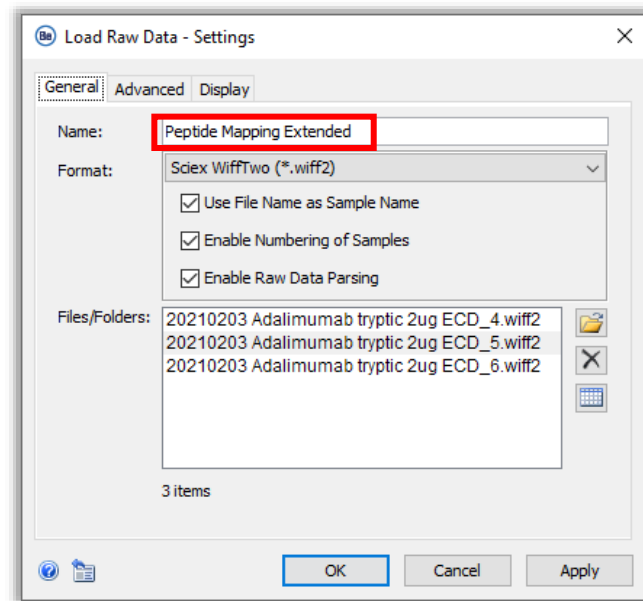 Be Load Raw Data - Settings
General Advanced Display
Name: Peptide Mapping Extended
Format: Sciex WiffTwo (*.wiff2)
Use File Name as Sample Name
Enable Numbering of Samples
Enable Raw Data Parsing
Files/Folders: 20210203 Adalimumab tryptic 2ug ECD_4.wiff2
20210203 Adalimumab tryptic 2ug ECD_5.wiff2
20210203 Adalimumab tryptic 2ug ECD_6.wiff2
3 items
OK Cancel Apply